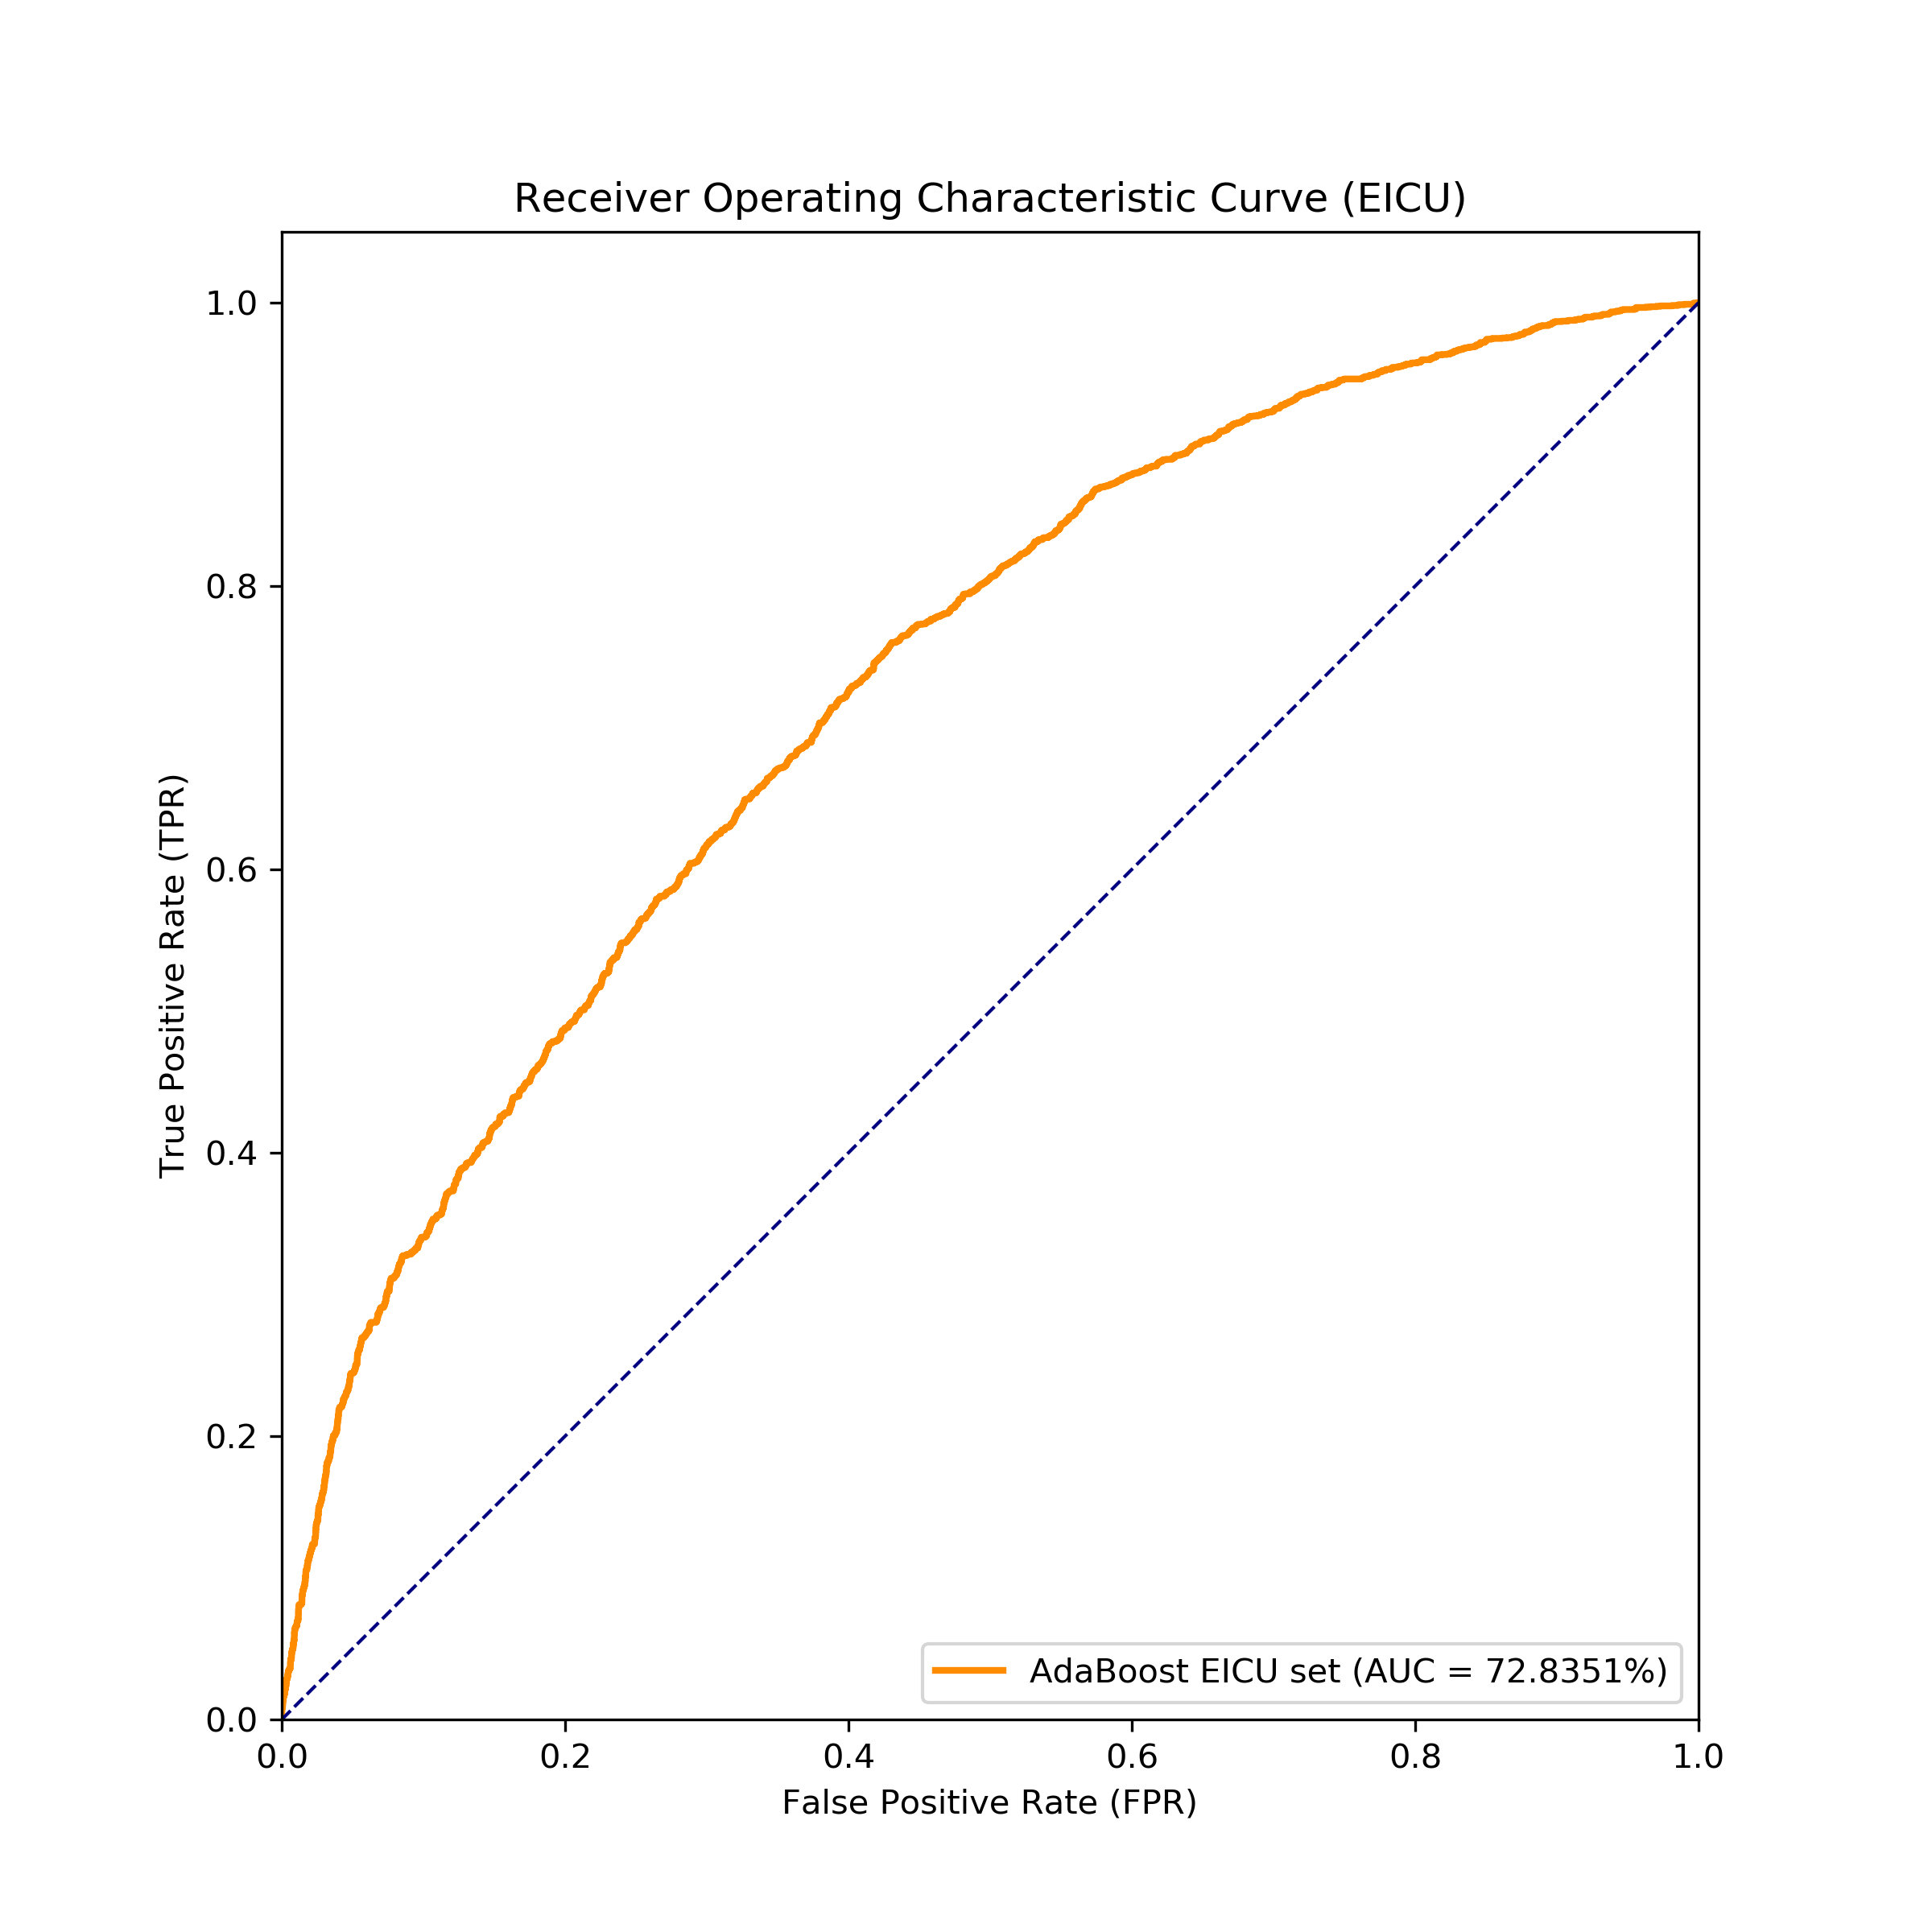 Receiver Operating Characteristic Curve (EICU)
1.0
0.8
0.6
0.4
0.2
0.0
True Positive Rate (TPR)
AdaBoost EICU set (AUC = 72.8351%)
0.0 0.2 0.4 0.6 0.8 1.0
False Positive Rate (FPR)